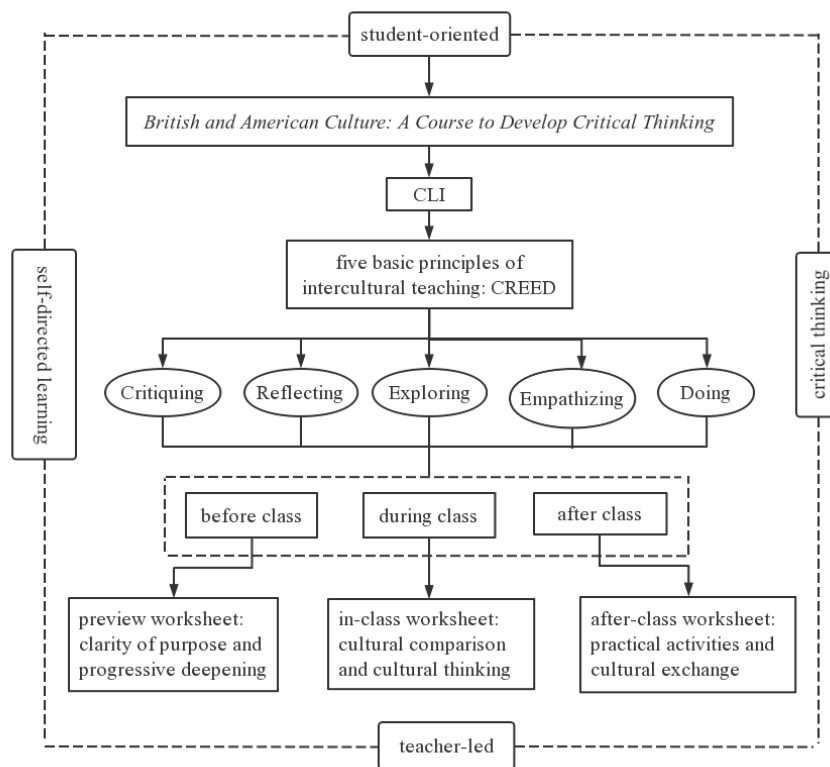 student-oriented
British and American Culture: A Course to Develop Critical Thinking
CLI
five basic principles of
intercultural teaching: CREED
self-directed learning
critical thinking
Critiquing
Reflecting
Exploring
Empathizing
Doing
before class
during class
after class
preview worksheet:
clarity of purpose and
progressive deepening
in-class worksheet:
cultural comparison
and cultural thinking
after-class worksheet:
practical activities and
cultural exchange
teacher-led